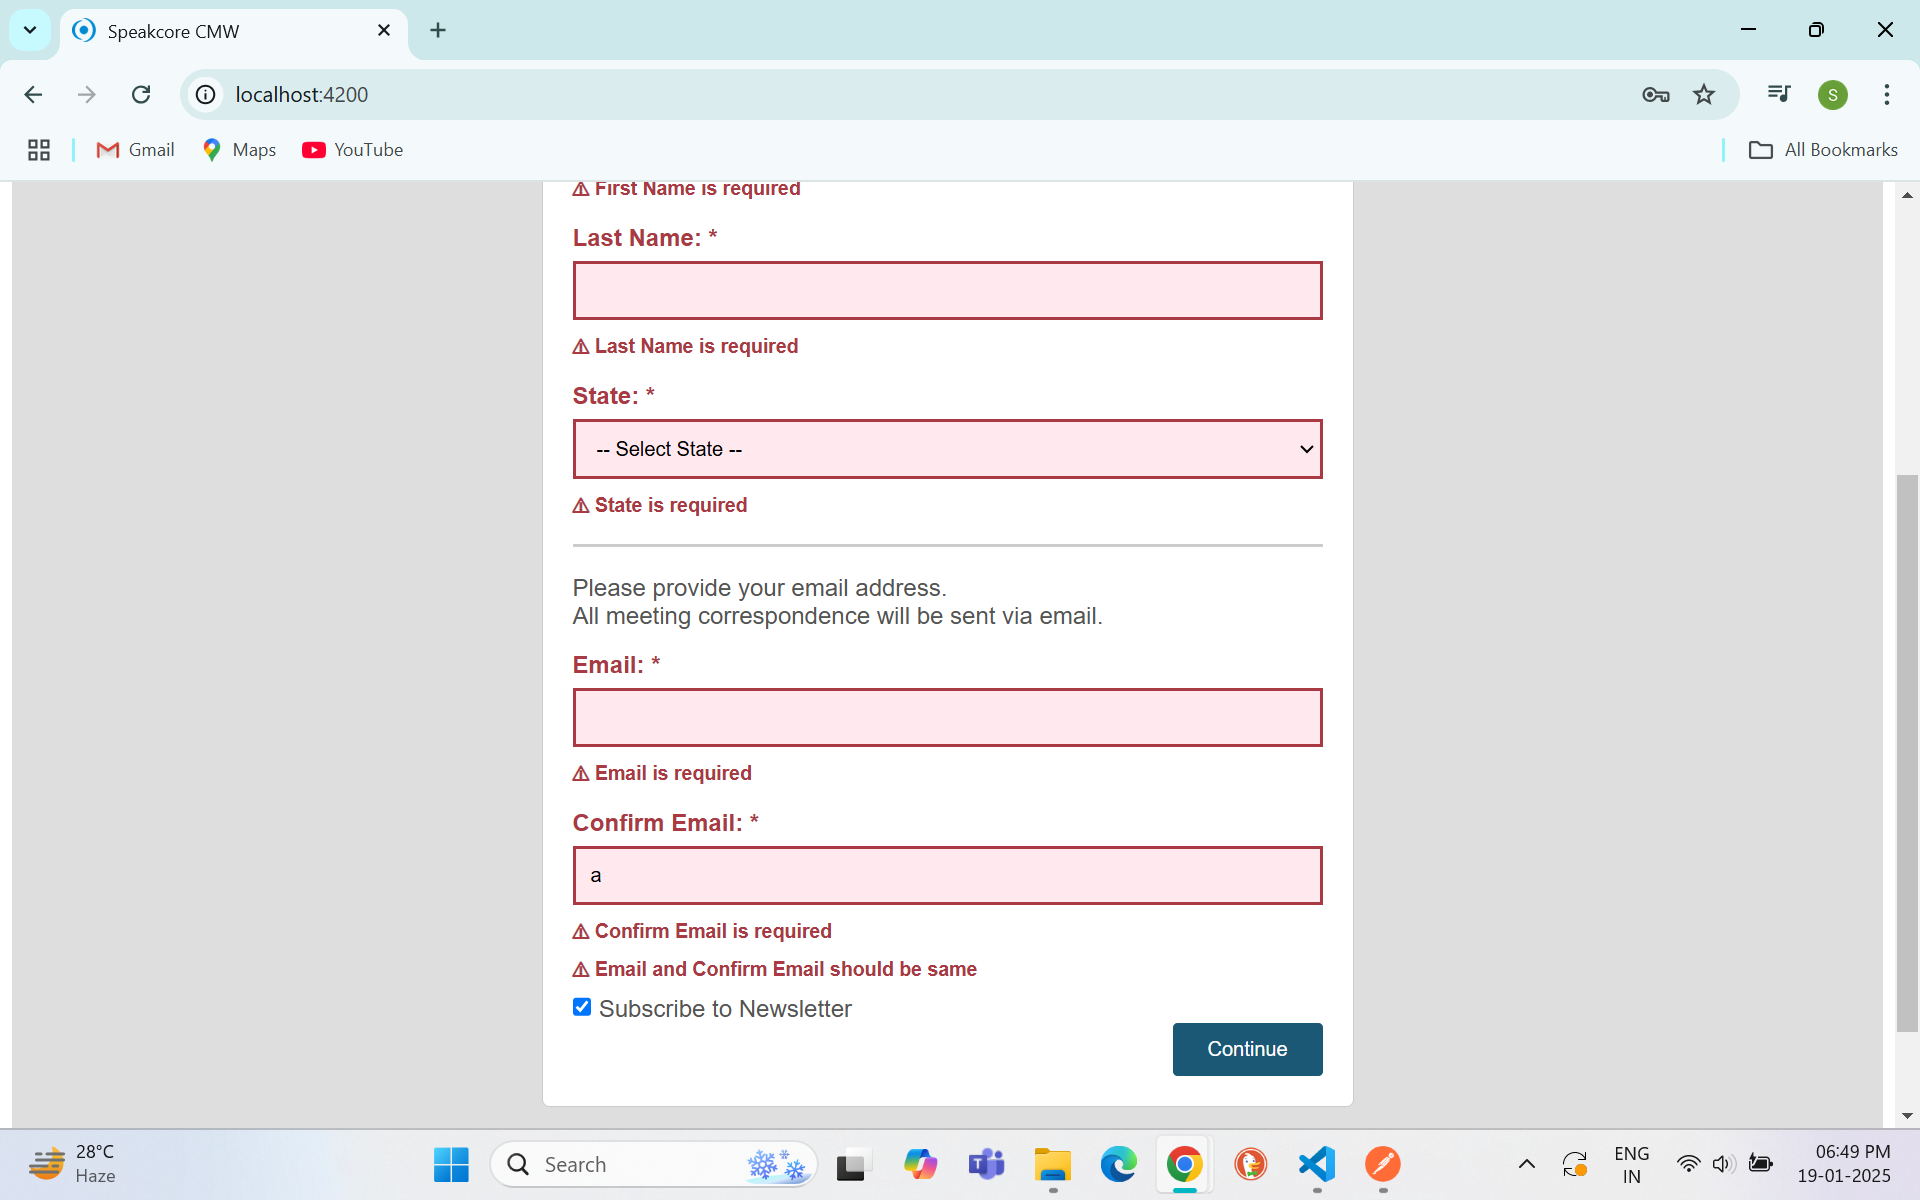 Speakcore CMW
localhost:4200
S
Gmail
Maps
YouTube
All Bookmarks
⚠ First Name is required
Last Name: *
⚠ Last Name is required
State: *
-- Select State --
⚠ State is required
Please provide your email address.
All meeting correspondence will be sent via email.
Email: *
⚠ Email is required
Confirm Email: *
a
⚠ Confirm Email is required
⚠ Email and Confirm Email should be same
Subscribe to Newsletter
Continue
28°C
Haze
Search
ENG
IN
06:49 PM
19-01-2025